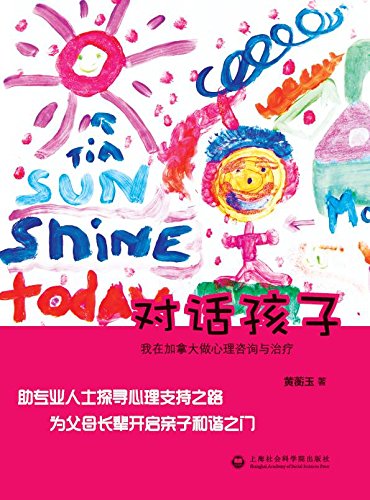 SUN
Shine
today
Mo
对话孩子
我在加拿大做心理咨询与治疗
黄蘅玉 著
助专业人士探寻心理支持之路
为父母长辈开启亲子和谐之门
上海社会科学院出版社
Shanghai Academy of Social Sciences Press